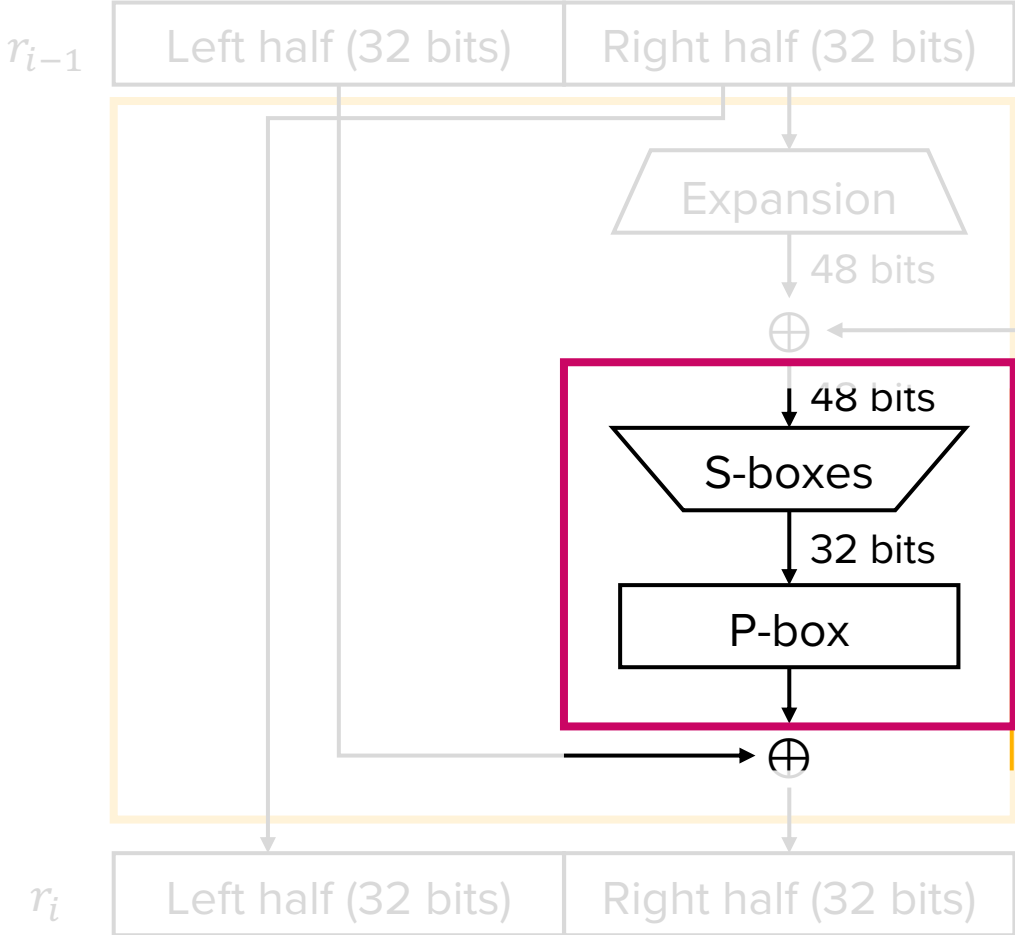 r_{i−1} Left half (32 bits) Right half (32 bits)
Expansion
48 bits
48 bits
S-boxes
32 bits
P-box
r_i Left half (32 bits) Right half (32 bits)